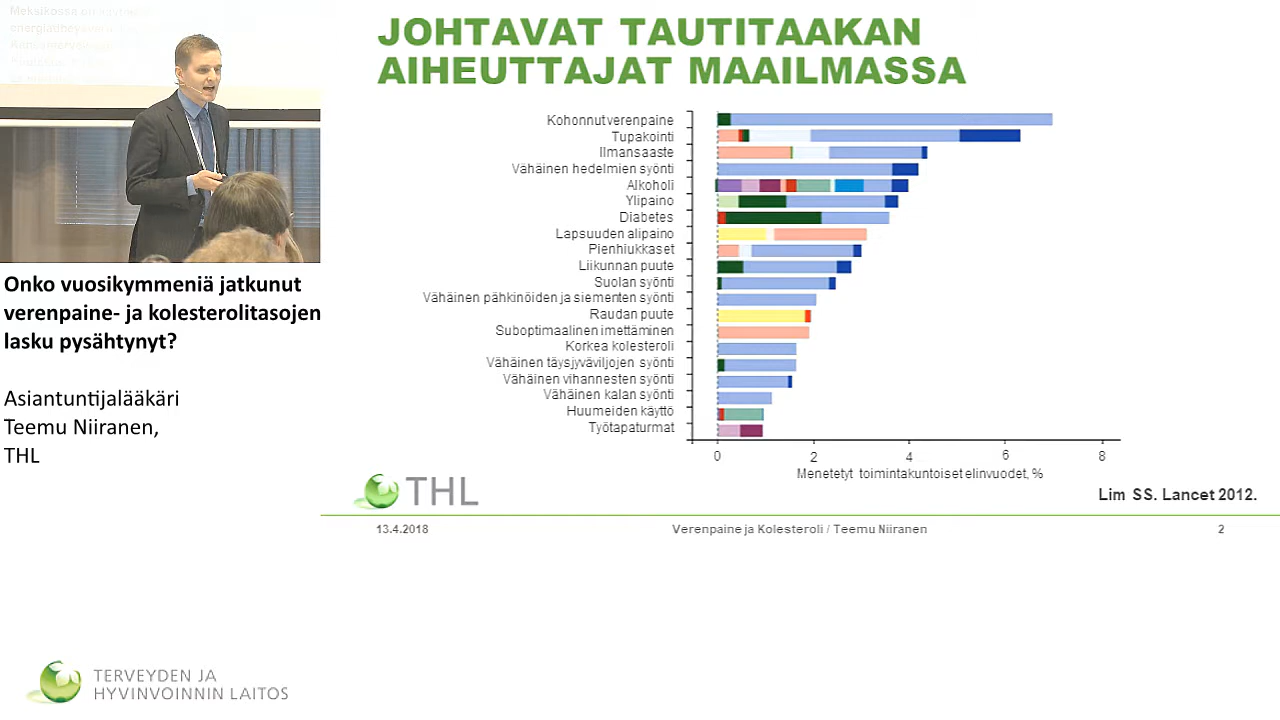 Meksikossa
JOHTAVAT TAUTITAAKAN
AIHEUTTAJAT MAAILMASSA
Kohonnut verenpaine
Tupakointi
Ilmansaaste
Vähäinen hedelmien syönti
Alkoholi
Ylipaino
Diabetes
Lapsuuden alipaino
Pienhiukkaset
Liikunnan puute
Suolan syönti
Vähäinen pähkinöiden ja siementen syönti
Raudan puute
Suboptimaalinen imettäminen
Korkea kolesteroli
Vähäinen täysjyväviljojen syönti
Vähäinen vihannesten syönti
Vähäinen kalan syönti
Huumeiden käyttö
Työtapaturmat
0 2 4 6 8
Menetetyt toimintakuntoiset elinvuodet, %
Lim SS. Lancet 2012.
THL
13.4.2018 Verenpaine ja Kolesteroli / Teemu Niiranen 2
Onko vuosikymmeniä jatkunut
verenpaine- ja kolesterolitasojen
lasku pysähtynyt?
Asiantuntijalääkäri
Teemu Niiranen,
THL
TERVEYDEN JA
HYVINVOINNIN LAITOS